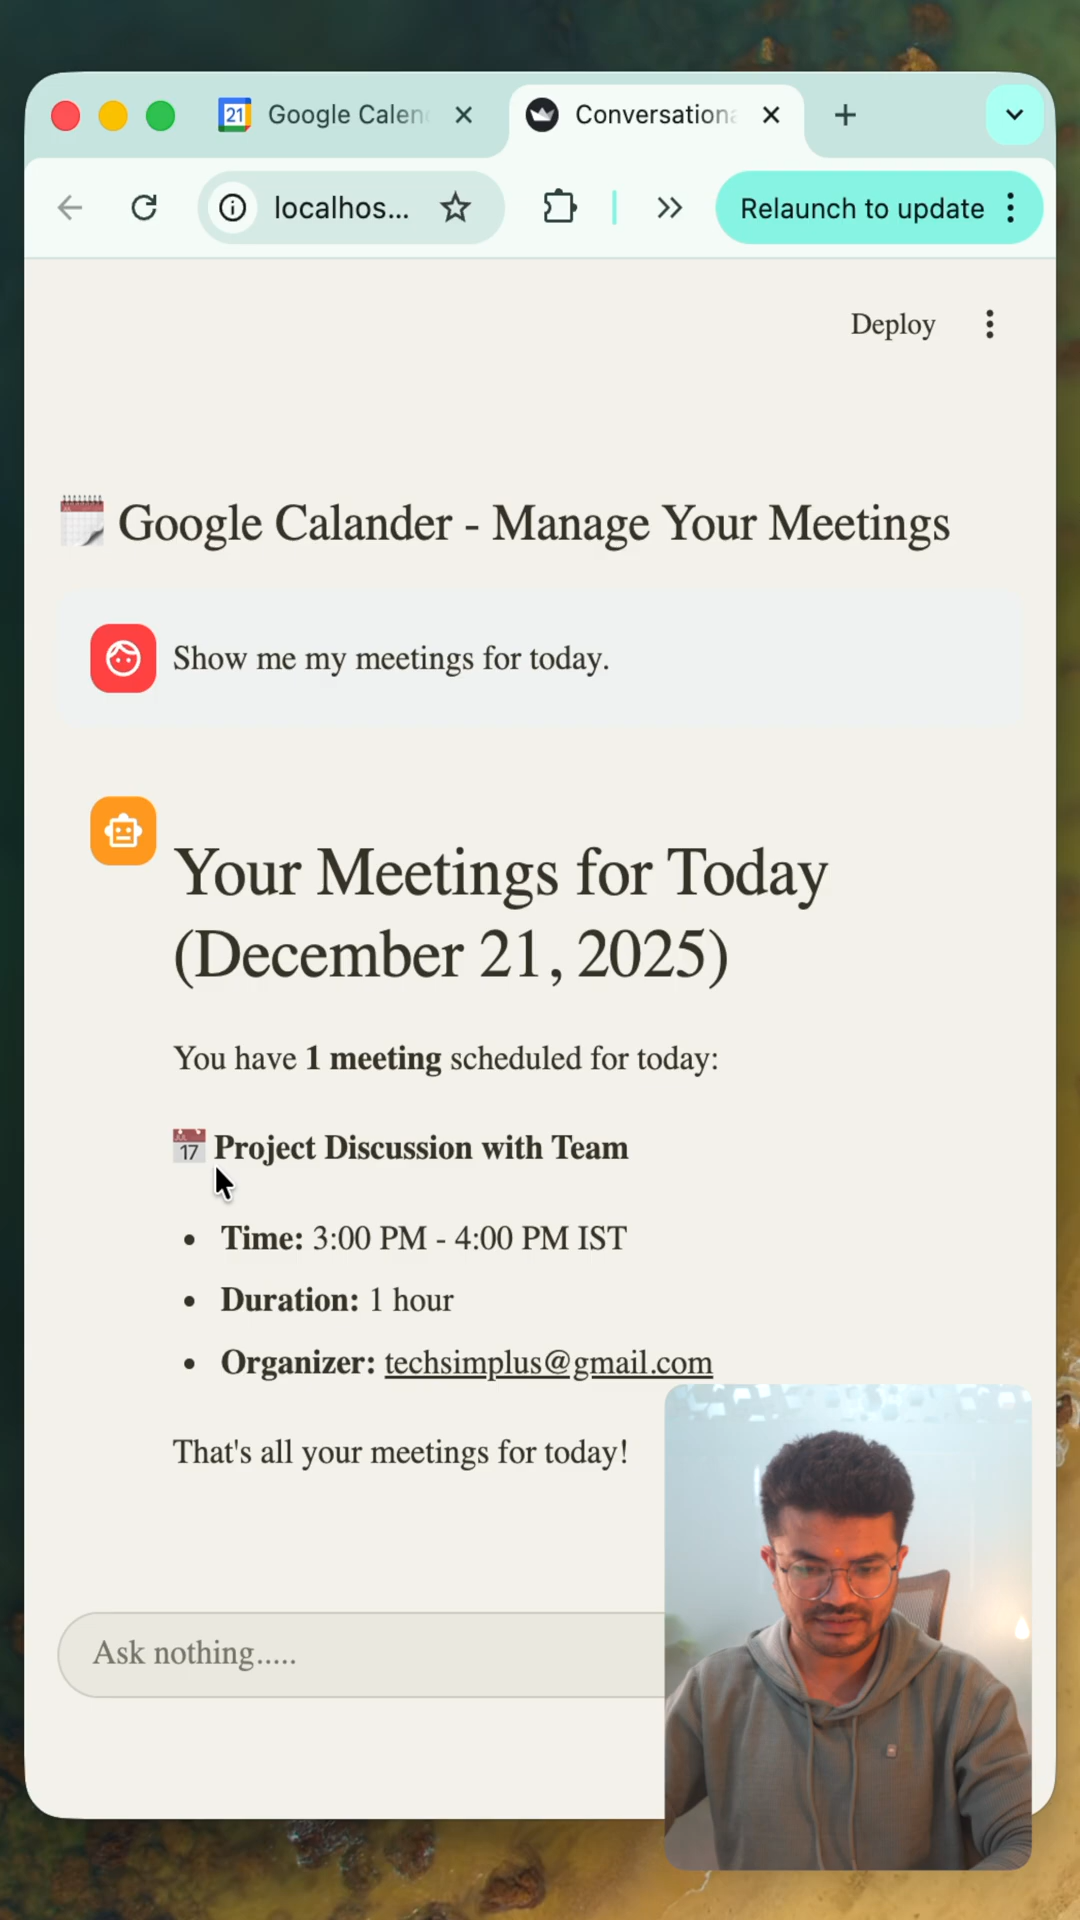 21 Google Calen
Conversationa
localhos...
Relaunch to update
Deploy
Google Calander - Manage Your Meetings
Show me my meetings for today.
Your Meetings for Today
(December 21, 2025)
You have 1 meeting scheduled for today:
JUL 17 Project Discussion with Team
Time: 3:00 PM - 4:00 PM IST
Duration: 1 hour
Organizer: techsimplus@gmail.com
That's all your meetings for today!
Ask nothing.....